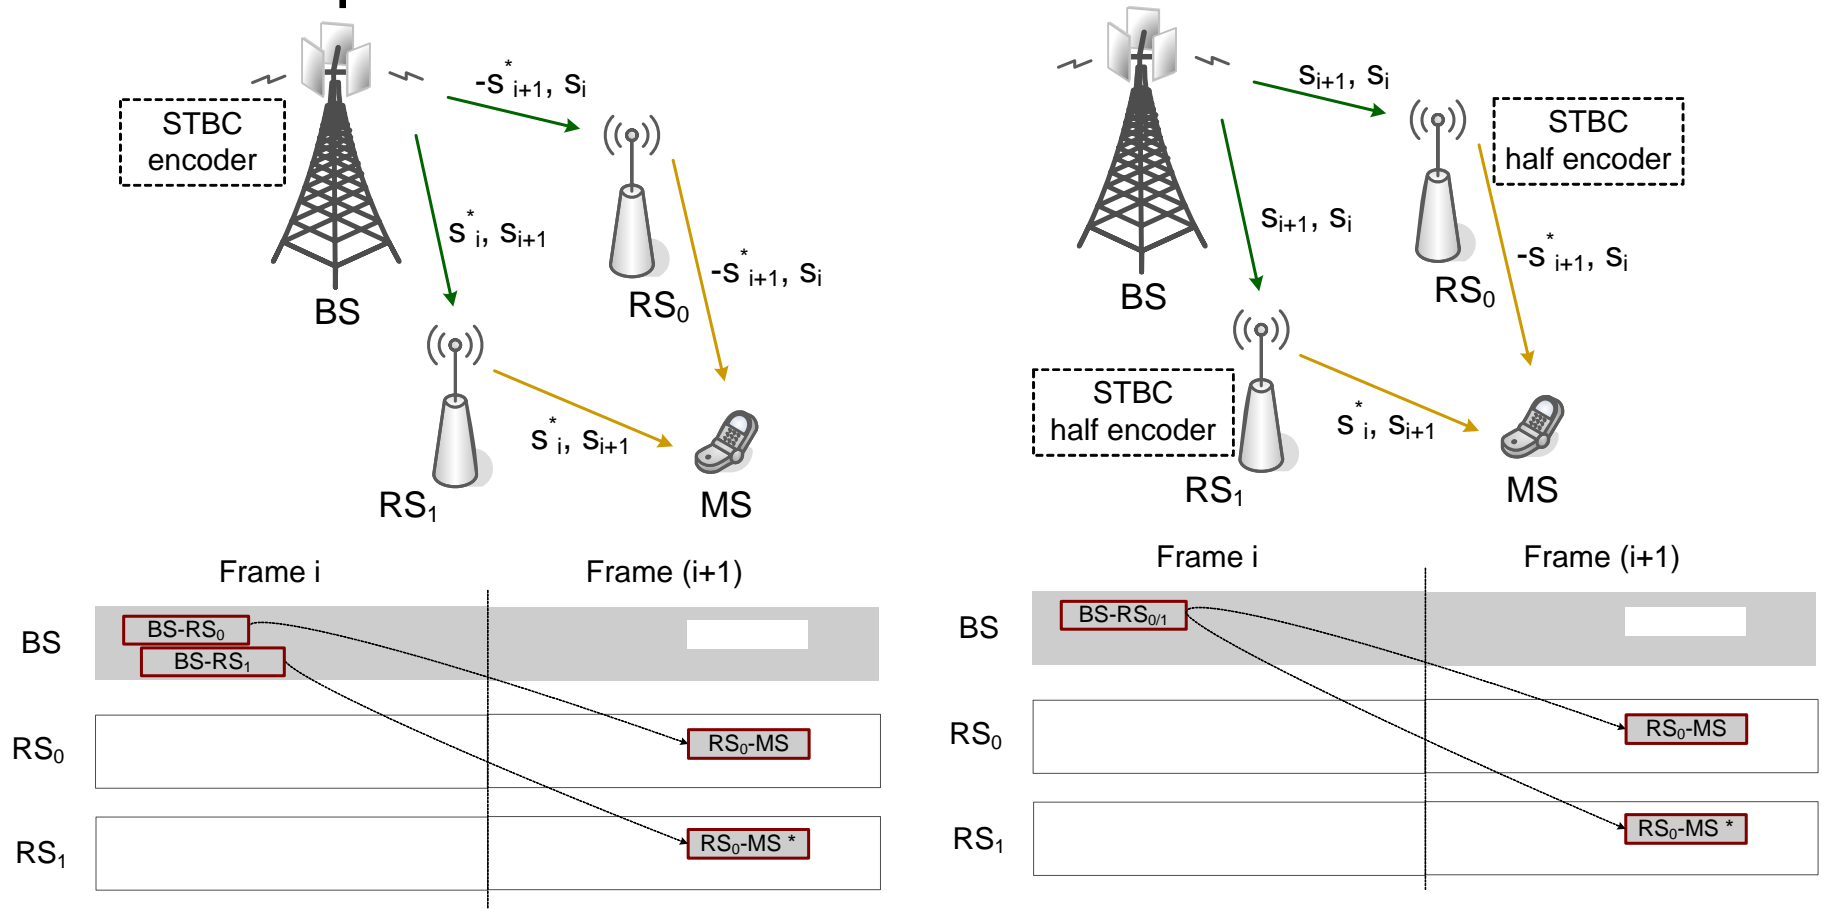 -s*i+1, si
STBC
encoder
s*i, si+1
-s*i+1, si
BS
RS0
s*i, si+1
RS1
MS
Frame i
Frame (i+1)
BS
BS-RS0
BS-RS1
RS0
RS0-MS
RS1
RS0-MS *
si+1, si
STBC
half encoder
si+1, si
-s*i+1, si
BS
RS0
STBC
half encoder
s*i, si+1
RS1
MS
Frame i
Frame (i+1)
BS
BS-RS0/1
RS0
RS0-MS
RS1
RS0-MS *